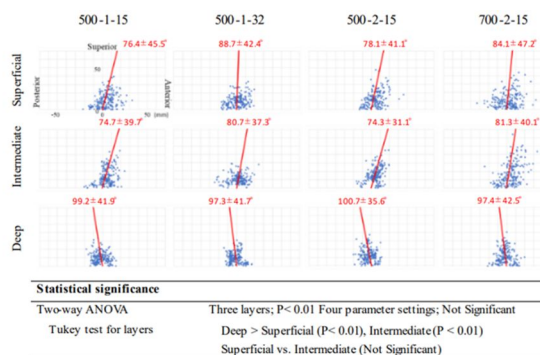 500-1-15 500-1-32 500-2-15 700-2-15
76.4±45.5° 88.7±42.4° 78.1±41.1° 84.1±47.2°
Superior
Superficial
Posterior
Anterior
50
0
-50 0 50 [mm]
74.7±39.7° 80.7±37.3° 74.3±31.1° 81.3±40.1°
Intermediate
99.2±41.9° 97.3±41.7° 100.7±35.6° 97.4±42.5°
Deep
Statistical significance
Two-way ANOVA Three layers; P< 0.01 Four parameter settings; Not Significant
Tukey test for layers Deep > Superficial (P< 0.01), Intermediate (P < 0.01)
Superficial vs. Intermediate (Not Significant)